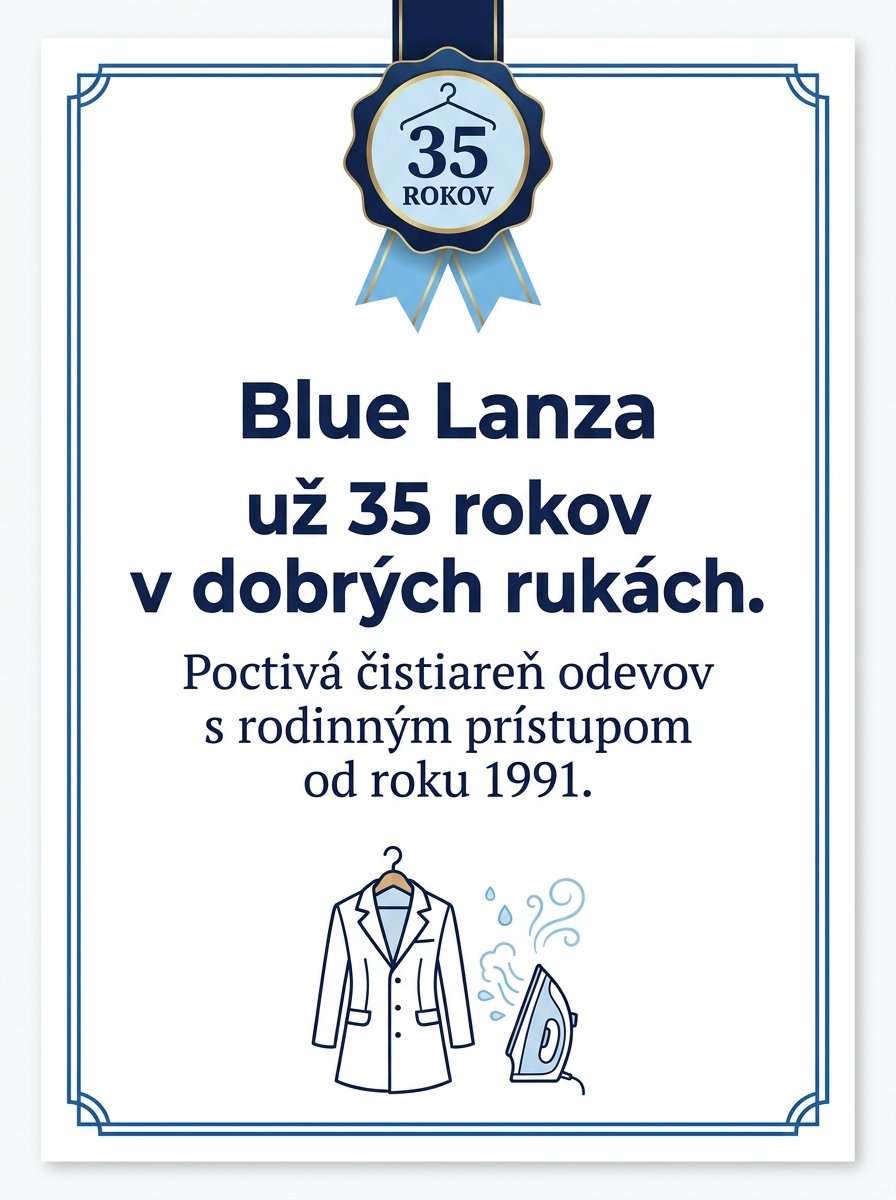 35
ROKOV
Blue Lanza
už 35 rokov
v dobrých rukách.
Poctivá čistiareň odevov
s rodinným prístupom
od roku 1991.